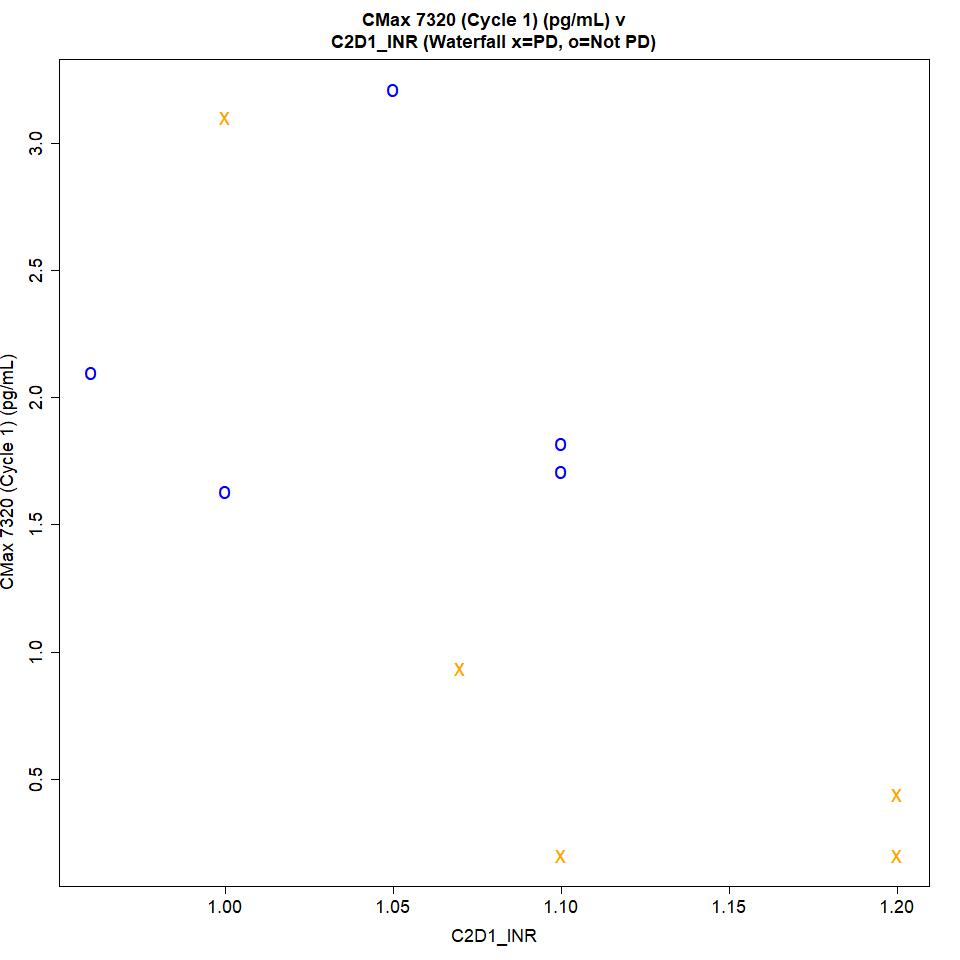 CMax 7320 (Cycle 1) (pg/mL) v
C2D1_INR (Waterfall x=PD, o=Not PD)
CMax 7320 (Cycle 1) (pg/mL)
3.0
2.5
2.0
1.5
1.0
0.5
O
X
O
O
O
O
X
X
X
X
1.00
1.05
1.10
1.15
1.20
C2D1_INR